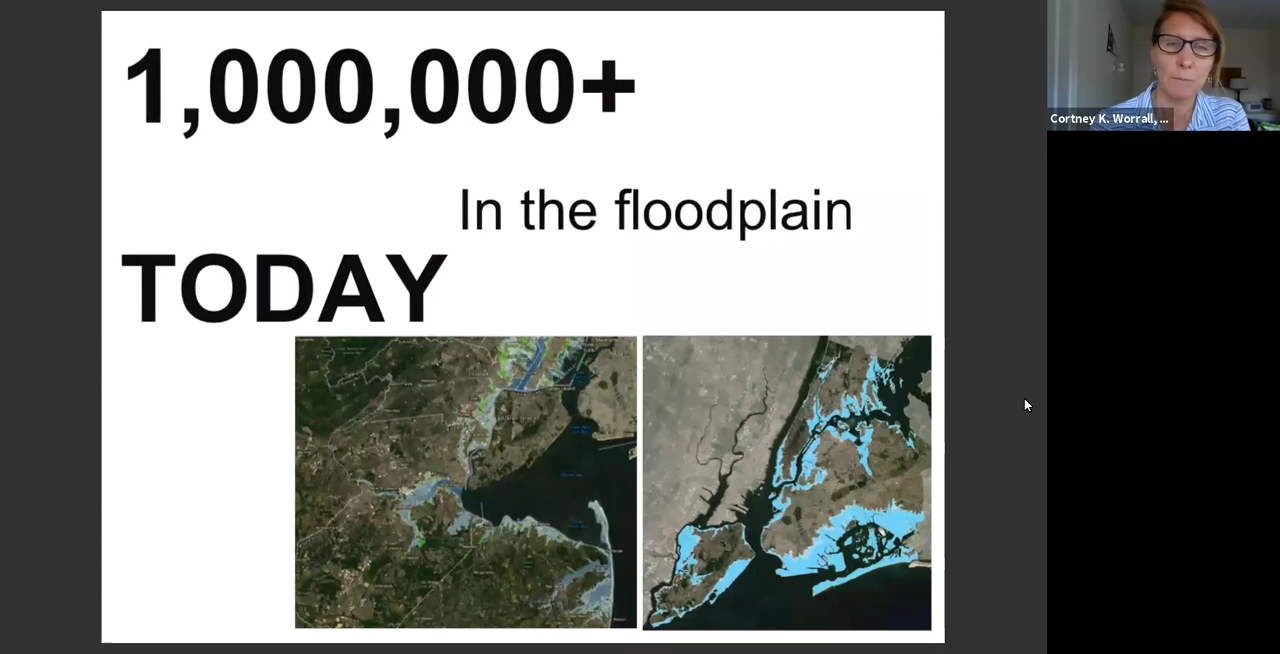 1,000,000+
In the floodplain
TODAY
Cortney K. Worrall, ...